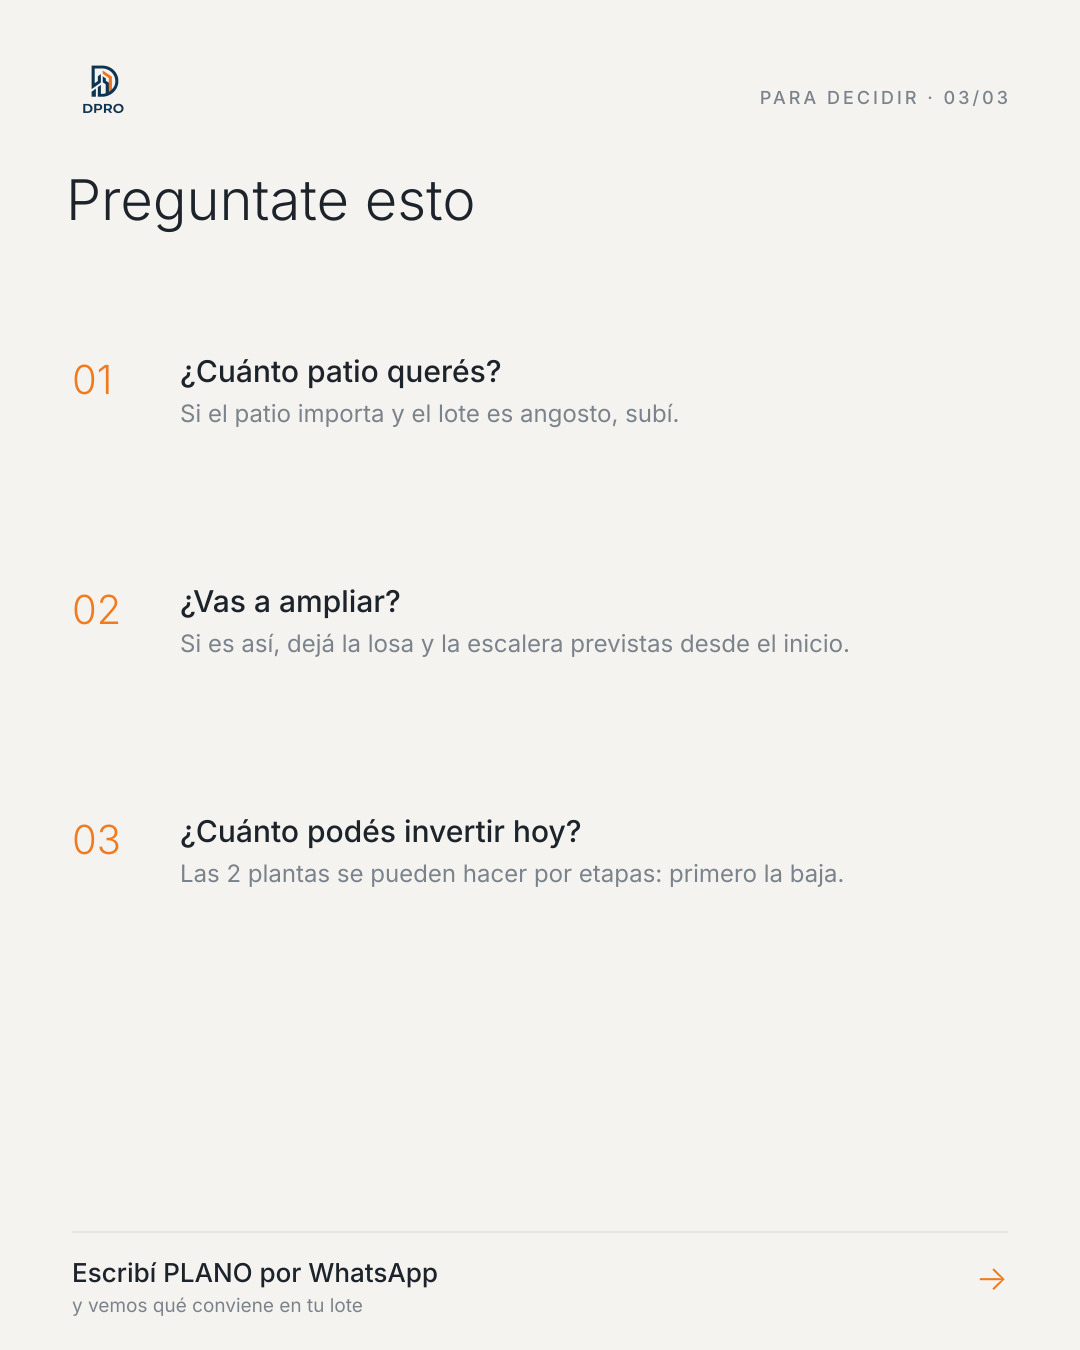 DPRO
PARA DECIDIR · 03/03
Preguntate esto
01
¿Cuánto patio querés?
Si el patio importa y el lote es angosto, subí.
02
¿Vas a ampliar?
Si es así, dejá la losa y la escalera previstas desde el inicio.
03
¿Cuánto podés invertir hoy?
Las 2 plantas se pueden hacer por etapas: primero la baja.
Escribí PLANO por WhatsApp
y vemos qué conviene en tu lote